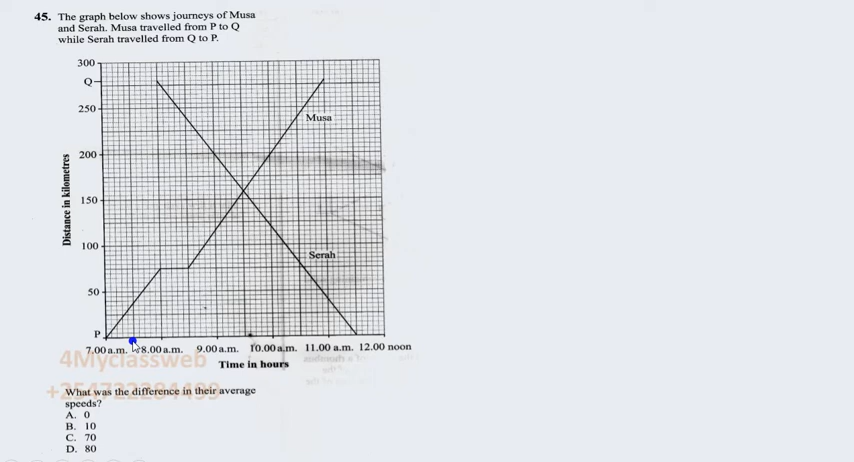 45. The graph below shows journeys of Musa
and Serah. Musa travelled from P to Q
while Serah travelled from Q to P.
300
Q
250
Musa
200
150
100
Serah
50
P
Distance in kilometres
7.00 a.m. 8.00 a.m. 9.00 a.m. 10.00 a.m. 11.00 a.m. 12.00 noon
4Myclassweb
Time in hours
What was the difference in their average
speeds?
A. 0
B. 10
C. 70
D. 80